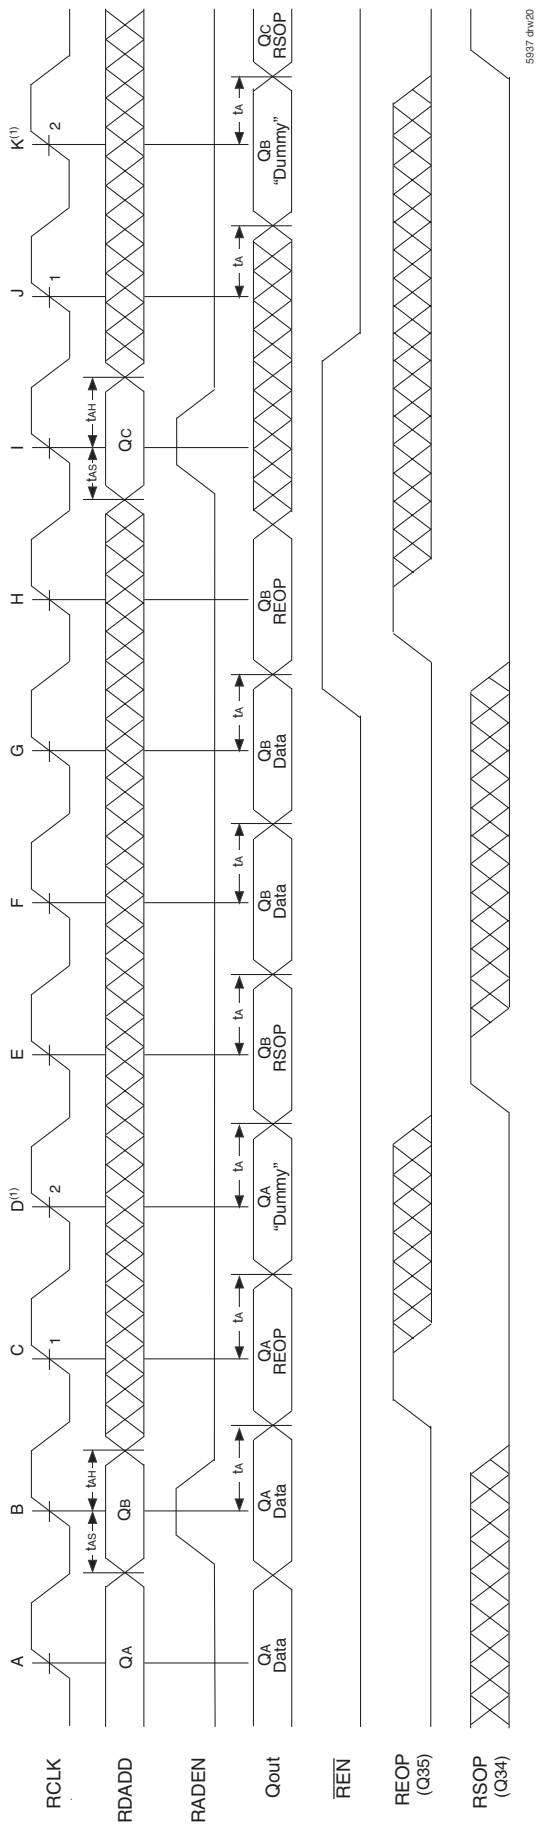 A B C D(1) E F G H I J K(1)
RCLK
1 2 1 2
tAS tAH tAS tAH
RDADD QA QB QC
RADEN
tA tA tA tA tA tA tA tA
Qout QA Data QA Data QA REOP QA "Dummy" QB RSOP QB Data QB Data QB REOP QB "Dummy" QC RSOP
REN
REOP (Q35)
RSOP (Q34)
5937 drw20